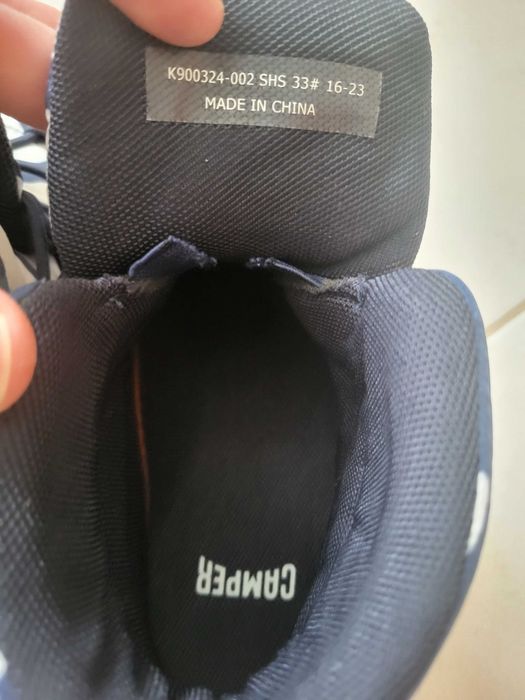 K900324-002 SHS 33# 16-23
MADE IN CHINA
CAMPER